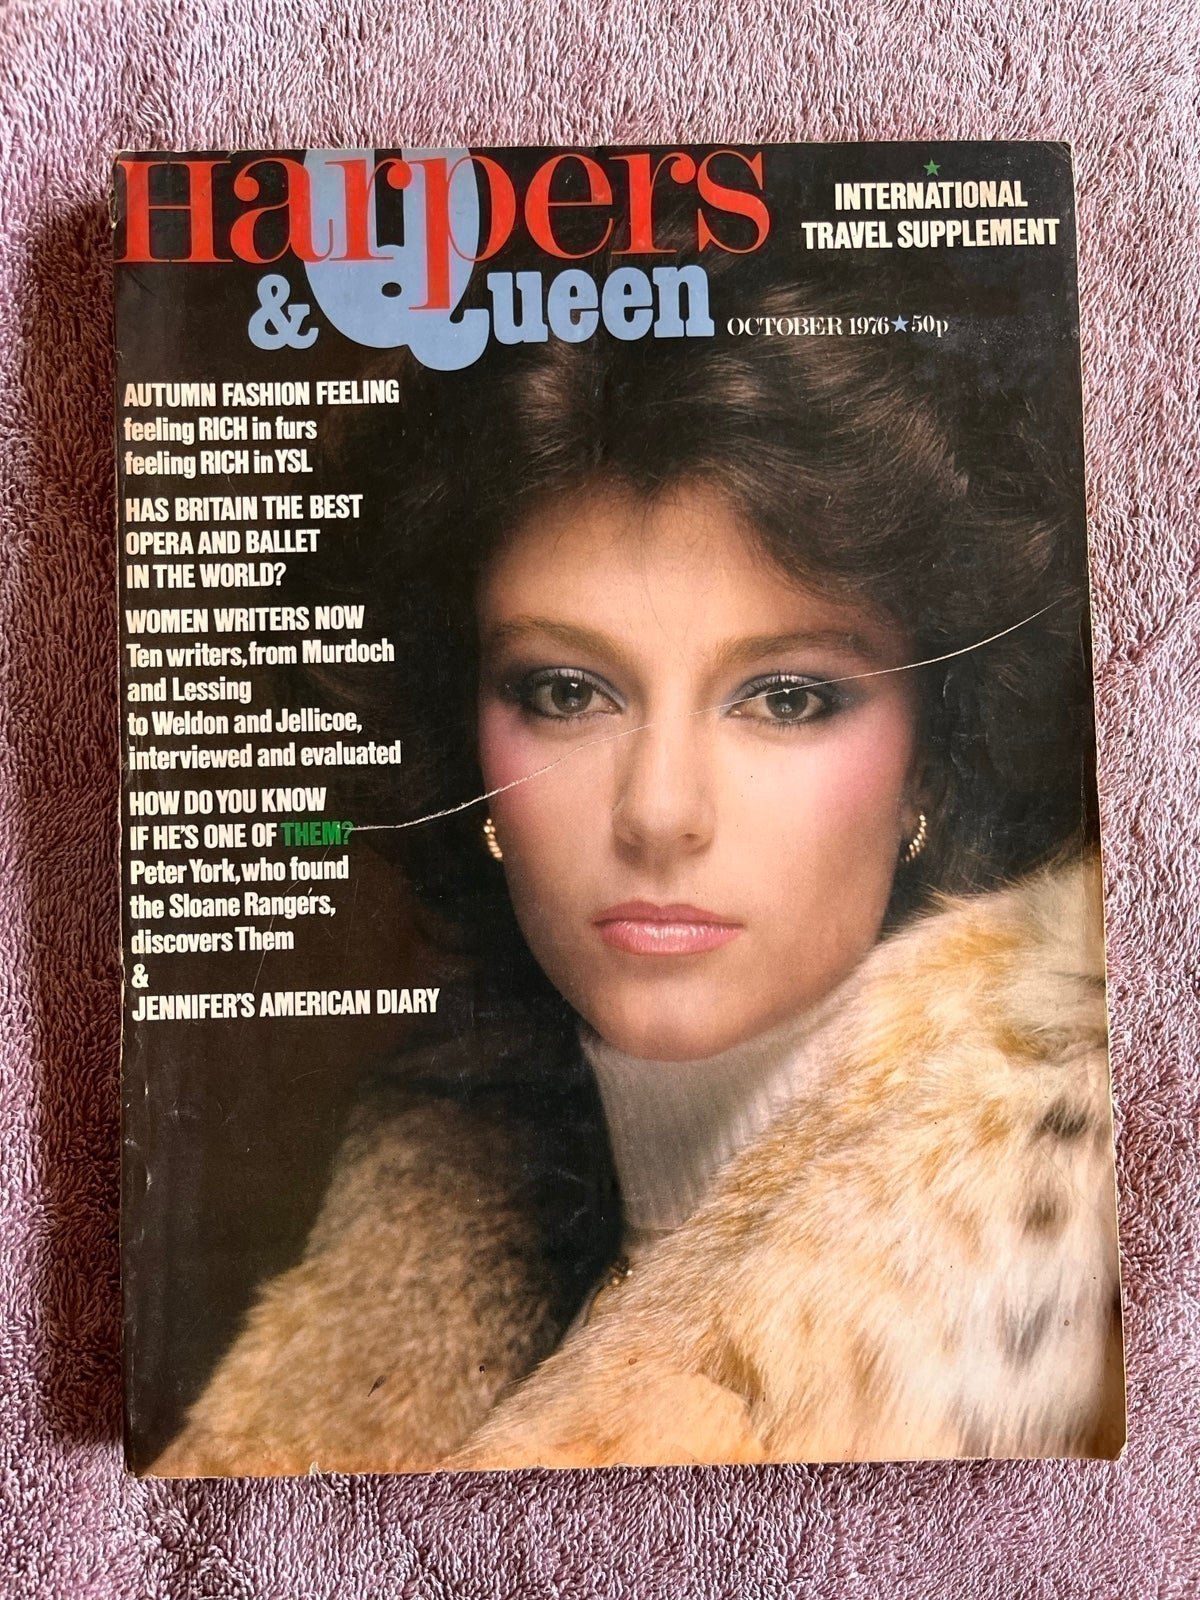 Harpers
& Queen
OCTOBER 1976★50p
★
INTERNATIONAL
TRAVEL SUPPLEMENT
AUTUMN FASHION FEELING
feeling RICH in furs
feeling RICH in YSL
HAS BRITAIN THE BEST
OPERA AND BALLET
IN THE WORLD?
WOMEN WRITERS NOW
Ten writers, from Murdoch
and Lessing
to Weldon and Jellicoe,
interviewed and evaluated
HOW DO YOU KNOW
IF HE'S ONE OF THEM?
Peter York, who found
the Sloane Rangers,
discovers Them
&
JENNIFER'S AMERICAN DIARY